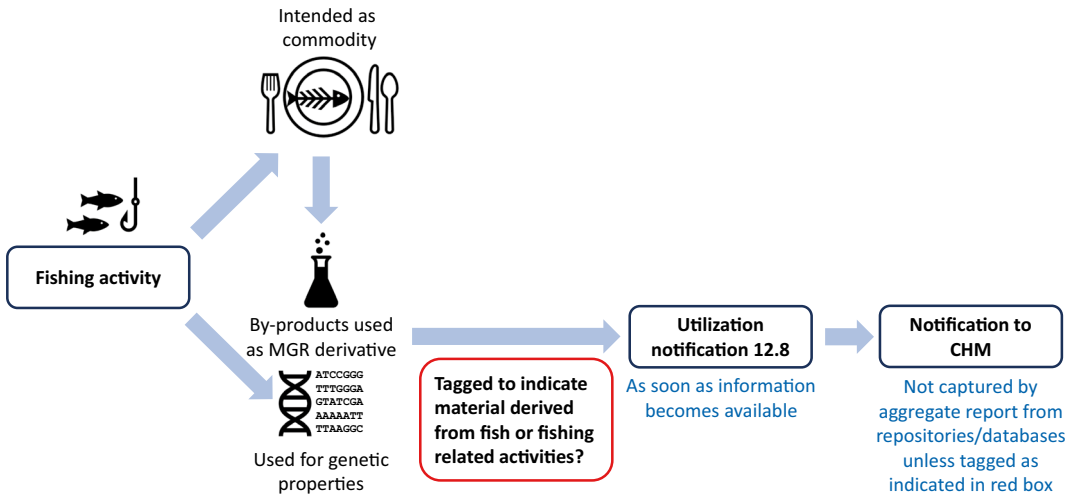 Intended as
commodity
Fishing activity
By-products used
as MGR derivative
ATCCGGG
TTTGGGA
GTATCGA
AAAAATT
TTAAGGC
Used for genetic
properties
Tagged to indicate
material derived
from fish or fishing
related activities?
Utilization
notification 12.8
As soon as information
becomes available
Notification to
CHM
Not captured by
aggregate report from
repositories/databases
unless tagged as
indicated in red box